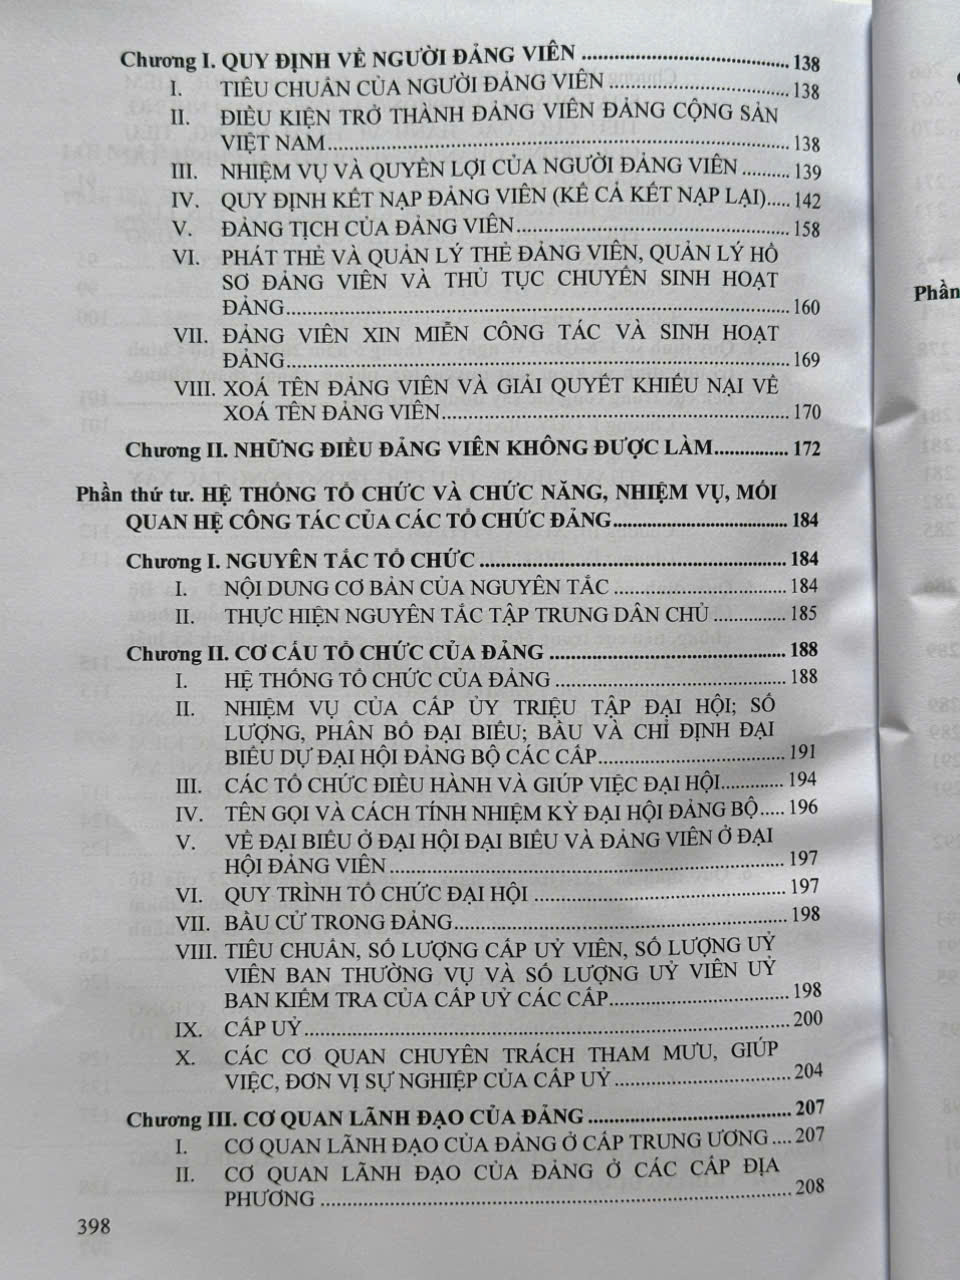 Chương I. QUY ĐỊNH VỀ NGƯỜI ĐẢNG VIÊN ........................................ 138
I. TIÊU CHUẨN CỦA NGƯỜI ĐẢNG VIÊN ................................ 138
II. ĐIỀU KIỆN TRỞ THÀNH ĐẢNG VIÊN ĐẢNG CỘNG SẢN
VIỆT NAM ................................ 138
III. NHIỆM VỤ VÀ QUYỀN LỢI CỦA NGƯỜI ĐẢNG VIÊN ......... 139
IV. QUY ĐỊNH KẾT NẠP ĐẢNG VIÊN (KỂ CẢ KẾT NẠP LẠI)..... 142
V. ĐẢNG TỊCH CỦA ĐẢNG VIÊN ................................ 158
VI. PHÁT THẺ VÀ QUẢN LÝ THẺ ĐẢNG VIÊN, QUẢN LÝ HỒ
SƠ ĐẢNG VIÊN VÀ THỦ TỤC CHUYỂN SINH HOẠT
ĐẢNG................................ 160
VII. ĐẢNG VIÊN XIN MIỄN CÔNG TÁC VÀ SINH HOẠT
ĐẢNG................................ 169
VIII. XOÁ TÊN ĐẢNG VIÊN VÀ GIẢI QUYẾT KHIẾU NẠI VỀ
XOÁ TÊN ĐẢNG VIÊN................................ 170
Chương II. NHỮNG ĐIỀU ĐẢNG VIÊN KHÔNG ĐƯỢC LÀM............... 172
Phần thứ tư. HỆ THỐNG TỔ CHỨC VÀ CHỨC NĂNG, NHIỆM VỤ, MỐI
QUAN HỆ CÔNG TÁC CỦA CÁC TỔ CHỨC ĐẢNG................................ 184
Chương I. NGUYÊN TẮC TỔ CHỨC ................................ 184
I. NỘI DUNG CƠ BẢN CỦA NGUYÊN TẮC ................................ 184
II. THỰC HIỆN NGUYÊN TẮC TẬP TRUNG DÂN CHỦ .............. 185
Chương II. CƠ CẤU TỔ CHỨC CỦA ĐẢNG ................................ 188
I. HỆ THỐNG TỔ CHỨC CỦA ĐẢNG ................................ 188
II. NHIỆM VỤ CỦA CẤP ỦY TRIỆU TẬP ĐẠI HỘI; SỐ
LƯỢNG, PHÂN BỔ ĐẠI BIỂU; BẦU VÀ CHỈ ĐỊNH ĐẠI
BIỂU DỰ ĐẠI HỘI ĐẢNG BỘ CÁC CẤP................................ 191
III. CÁC TỔ CHỨC ĐIỀU HÀNH VÀ GIÚP VIỆC ĐẠI HỘI............ 194
IV. TÊN GỌI VÀ CÁCH TÍNH NHIỆM KỲ ĐẠI HỘI ĐẢNG BỘ..... 196
V. VỀ ĐẠI BIỂU Ở ĐẠI HỘI ĐẠI BIỂU VÀ ĐẢNG VIÊN Ở ĐẠI
HỘI ĐẢNG VIÊN ................................ 197
VI. QUY TRÌNH TỔ CHỨC ĐẠI HỘI ................................ 197
VII. BẦU CỬ TRONG ĐẢNG................................ 198
VIII. TIÊU CHUẨN, SỐ LƯỢNG CẤP UỶ VIÊN, SỐ LƯỢNG UỶ
VIÊN BAN THƯỜNG VỤ VÀ SỐ LƯỢNG UỶ VIÊN UỶ
BAN KIỂM TRA CỦA CẤP UỶ CÁC CẤP................................ 198
IX. CẤP UỶ ................................ 200
X. CÁC CƠ QUAN CHUYÊN TRÁCH THAM MƯU, GIÚP
VIỆC, ĐƠN VỊ SỰ NGHIỆP CỦA CẤP UỶ ................................ 204
Chương III. CƠ QUAN LÃNH ĐẠO CỦA ĐẢNG ................................ 207
I. CƠ QUAN LÃNH ĐẠO CỦA ĐẢNG Ở CẤP TRUNG ƯƠNG .... 207
II. CƠ QUAN LÃNH ĐẠO CỦA ĐẢNG Ở CÁC CẤP ĐỊA
PHƯƠNG ................................ 208
398
Phần